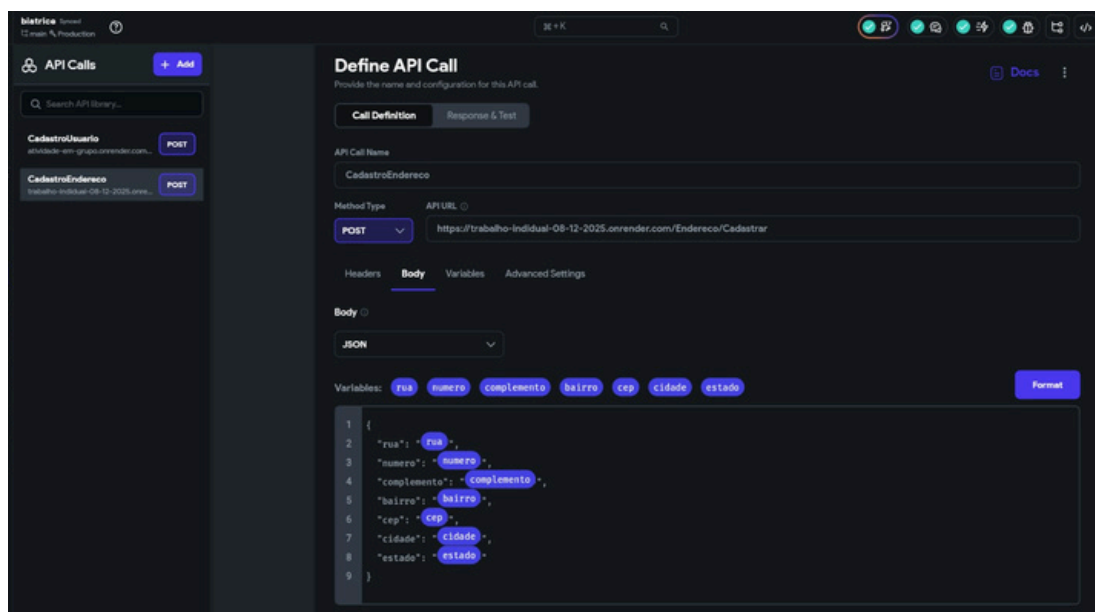 biatrice Synced
main Production
⌘+K
API Calls
+ Add
Search API library...
CadastroUsuario
atividade-em-grupo.onrender.com...
POST
CadastroEndereco
trabalho-indidual-08-12-2025.onre...
POST
Define API Call
Provide the name and configuration for this API call.
Docs
Call Definition
Response & Test
API Call Name
CadastroEndereco
Method Type
API URL
POST
https://trabalho-indidual-08-12-2025.onrender.com/Endereco/Cadastrar
Headers Body Variables Advanced Settings
Body
JSON
Variables: rua numero complemento bairro cep cidade estado
Format
1 {
2 "rua": "rua",
3 "numero": "numero",
4 "complemento": "complemento",
5 "bairro": "bairro",
6 "cep": "cep",
7 "cidade": "cidade",
8 "estado": "estado"
9 }